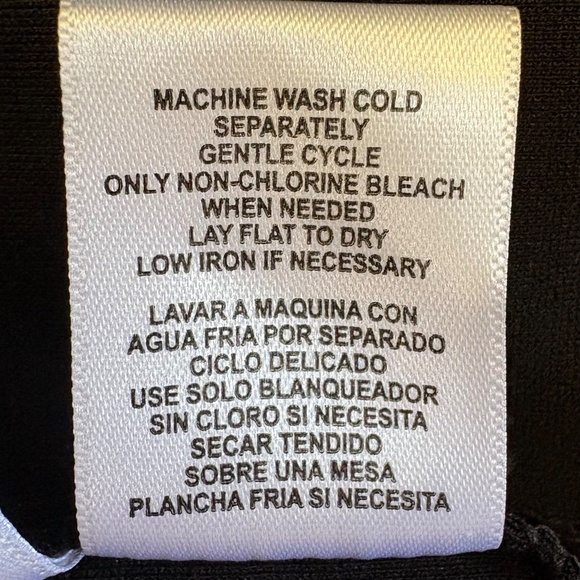 MACHINE WASH COLD
SEPARATELY
GENTLE CYCLE
ONLY NON-CHLORINE BLEACH
WHEN NEEDED
LAY FLAT TO DRY
LOW IRON IF NECESSARY
LAVAR A MAQUINA CON
AGUA FRIA POR SEPARADO
CICLO DELICADO
USE SOLO BLANQUEADOR
SIN CLORO SI NECESITA
SECAR TENDIDO
SOBRE UNA MESA
PLANCHA FRIA SI NECESITA